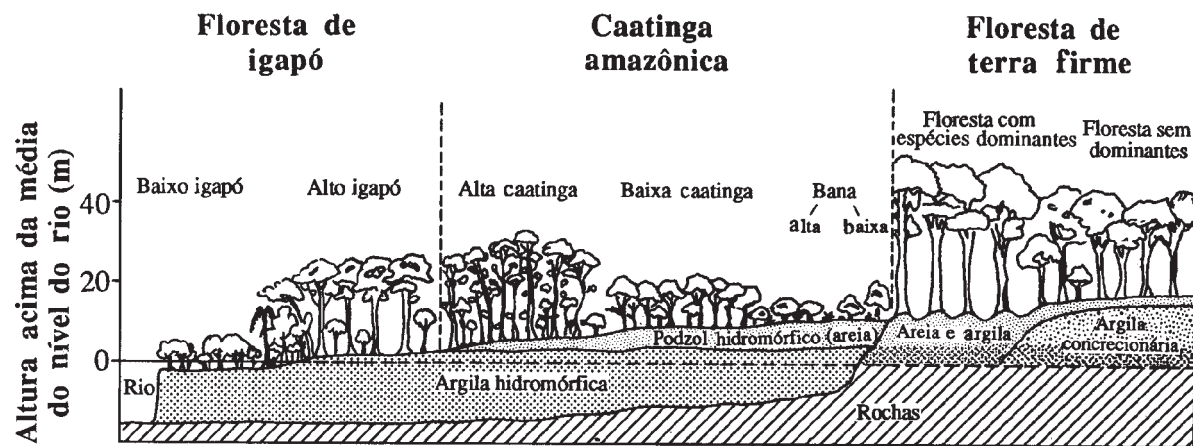 Floresta de
igapó
Caatinga
amazônica
Floresta de
terra firme
Altura acima da média
do nível do rio (m)
40
20
0
Baixo igapó
Alto igapó
Alta caatinga
Baixa caatinga
Bana
alta baixa
Floresta com
espécies dominantes
Floresta sem
dominantes
Rio
Argila hidromórfica
Podzol hidromórfico (areia)
Areia e argila
Argila
concrecionária
Rochas